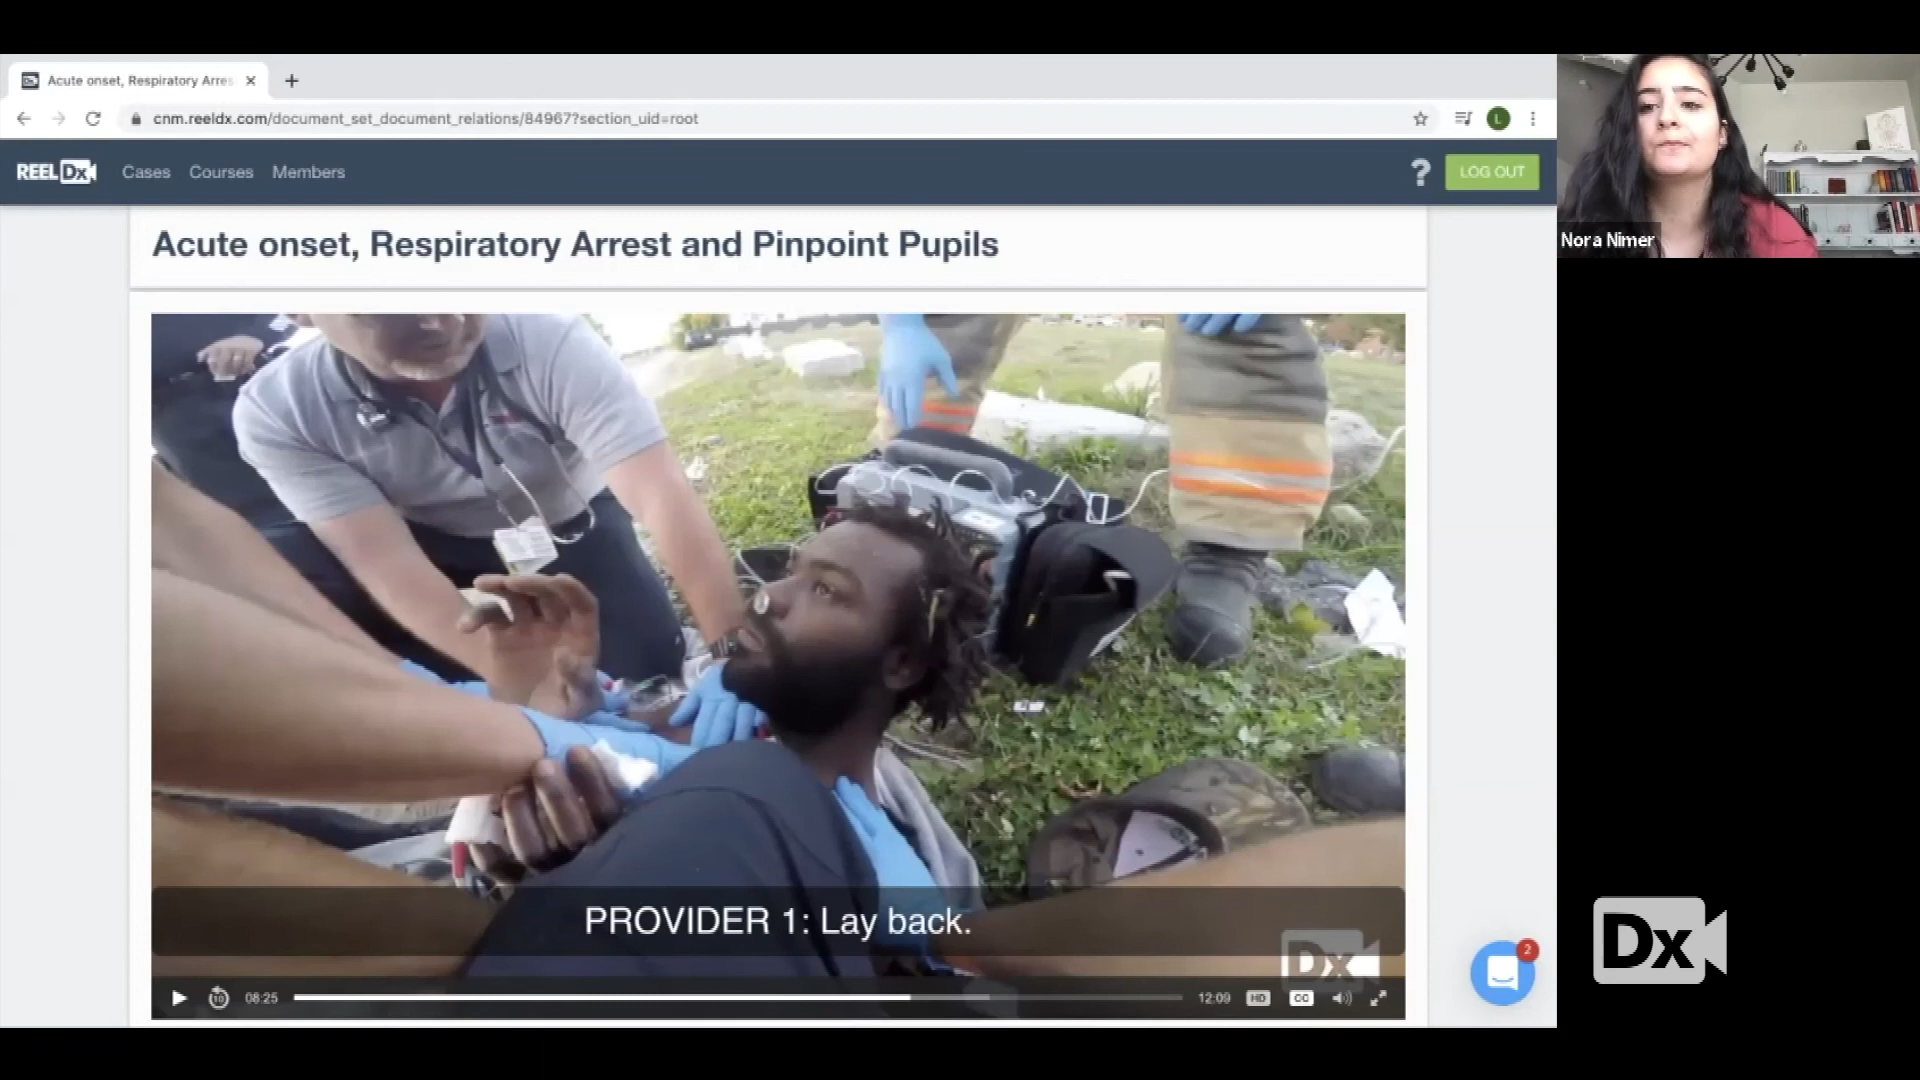 Acute onset, Respiratory Arres
cnm.reeldx.com/document_set_document_relations/84967?section_uid=root
L
REEL Dx
Cases
Courses
Members
?
LOG OUT
Acute onset, Respiratory Arrest and Pinpoint Pupils
Nora Nimer
PROVIDER 1: Lay back.
Dx
10
08:25
12:09
HD
CC
2
Dx